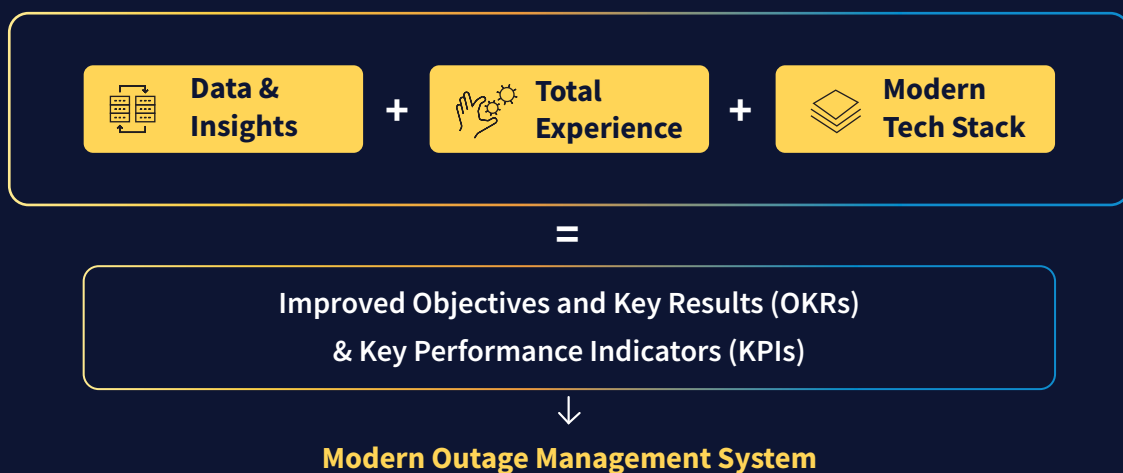 Data &
Insights
+
Total
Experience
+
Modern
Tech Stack
=
Improved Objectives and Key Results (OKRs)
& Key Performance Indicators (KPIs)
Modern Outage Management System